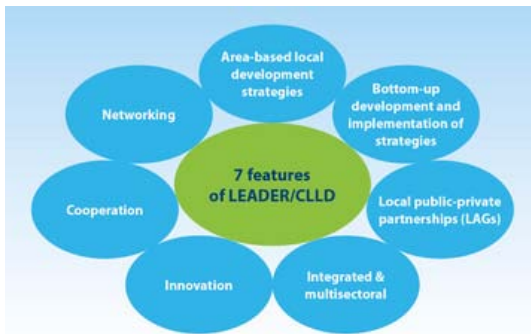 Area-based local
development
strategies
Bottom-up
development and
implementation of
strategies
Local public-private
partnerships (LAGs)
Integrated &
multisectoral
Innovation
Cooperation
Networking
7 features
of LEADER/CLLD